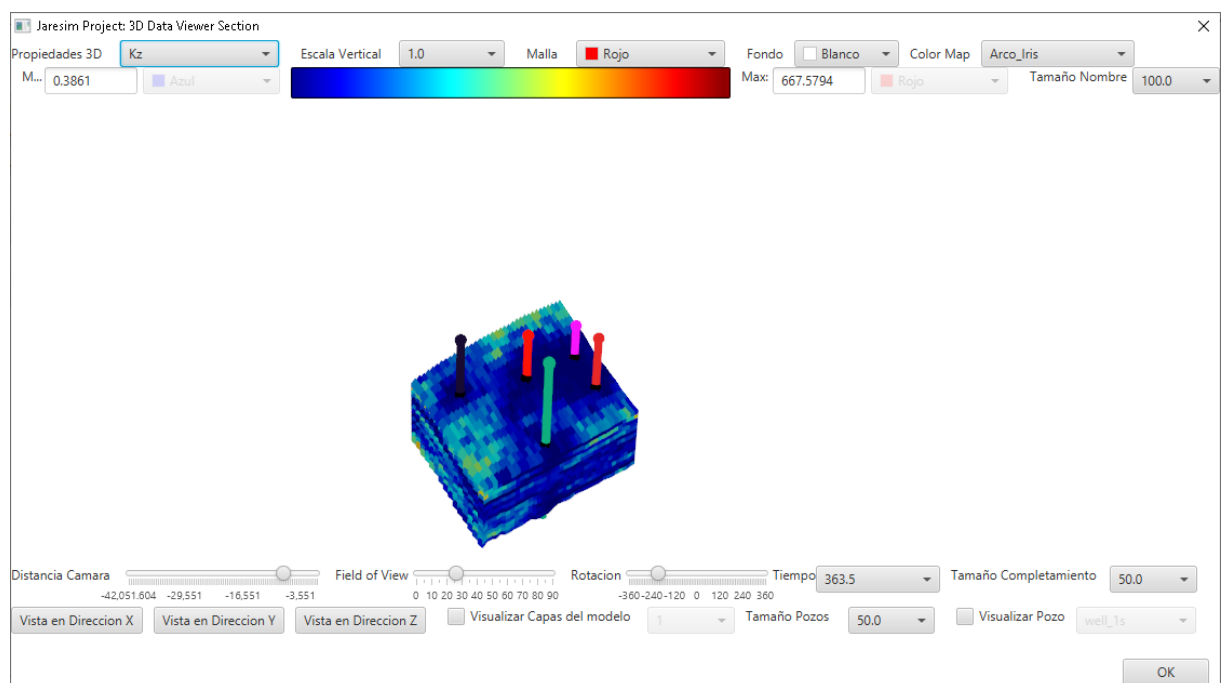 Jaresim Project: 3D Data Viewer Section
Propiedades 3D Kz Escala Vertical 1.0 Malla Rojo Fondo Blanco Color Map Arco_Iris
M... 0.3861 Azul Max: 667.5794 Rojo Tamaño Nombre 100.0
Distancia Camara Field of View Rotacion Tiempo 363.5 Tamaño Completamiento 50.0
-42,051.604 -29,551 -16,551 -3,551 0 10 20 30 40 50 60 70 80 90 -360-240-120 0 120 240 360
Vista en Direccion X Vista en Direccion Y Vista en Direccion Z Visualizar Capas del modelo 1 Tamaño Pozos 50.0 Visualizar Pozo well_1s
OK